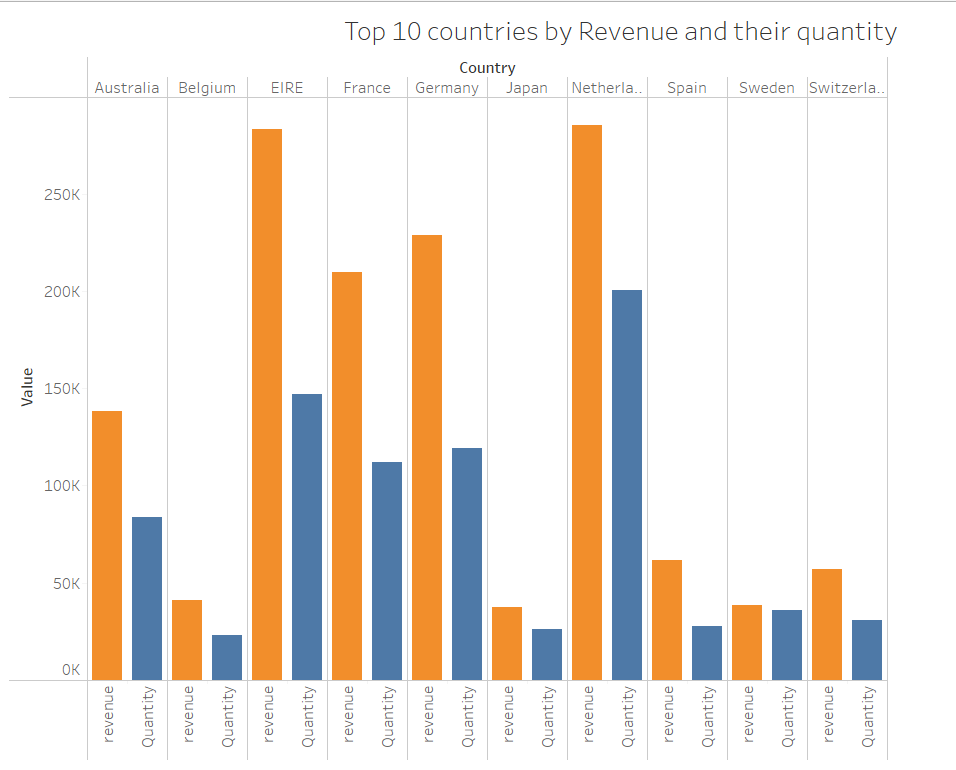 Top 10 countries by Revenue and their quantity
Country
Australia Belgium EIRE France Germany Japan Netherla.. Spain Sweden Switzerla..
Value
250K
200K
150K
100K
50K
0K
revenue Quantity revenue Quantity revenue Quantity revenue Quantity revenue Quantity revenue Quantity revenue Quantity revenue Quantity revenue Quantity revenue Quantity